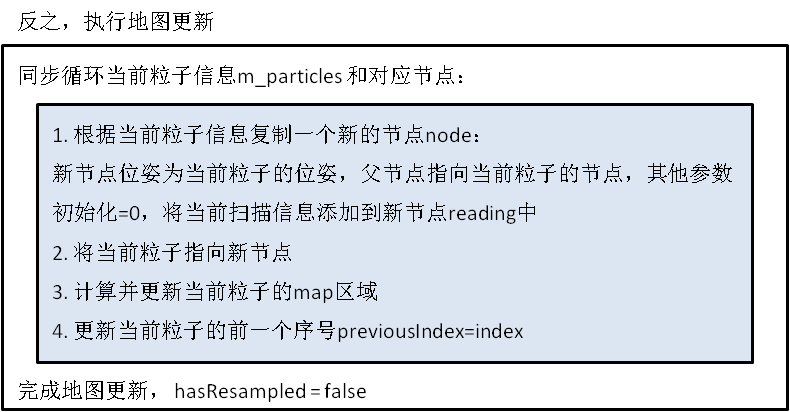 反之，执行地图更新
同步循环当前粒子信息m_particles 和对应节点：
1. 根据当前粒子信息复制一个新的节点node：
新节点位姿为当前粒子的位姿，父节点指向当前粒子的节点，其他参数
初始化=0，将当前扫描信息添加到新节点reading中
2. 将当前粒子指向新节点
3. 计算并更新当前粒子的map区域
4. 更新当前粒子的前一个序号previousIndex=index
完成地图更新， hasResampled = false